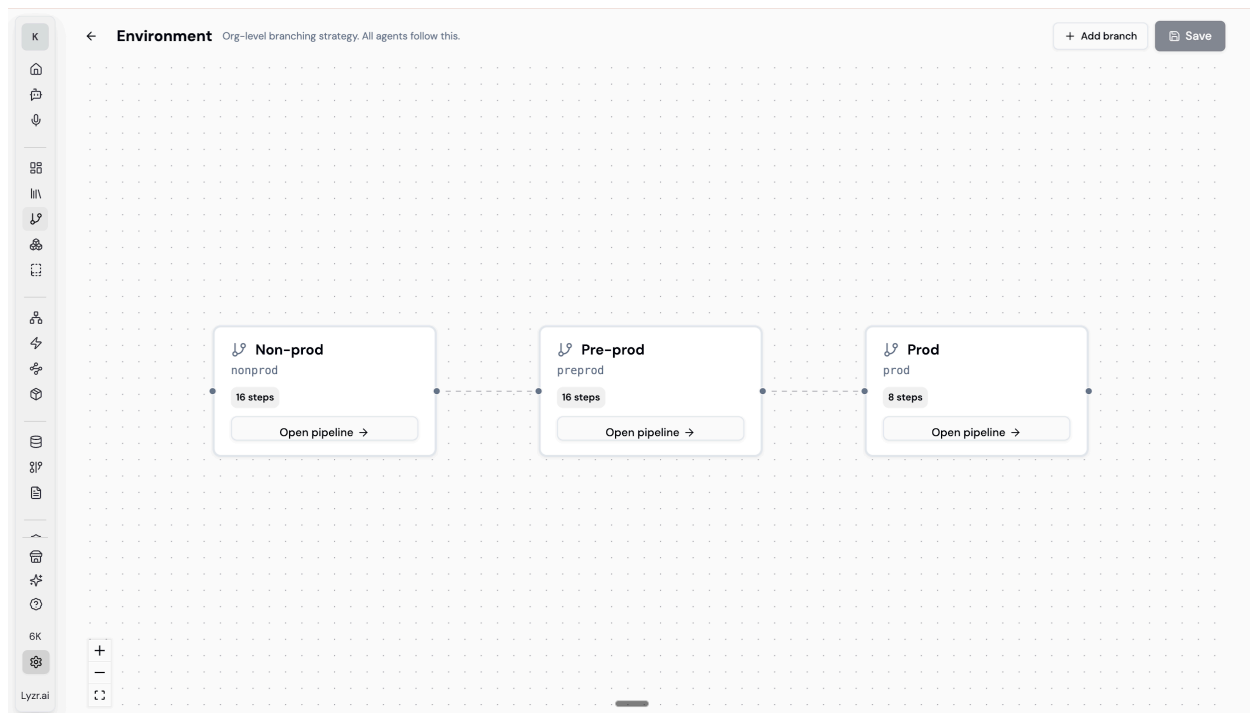 K
Environment
Org-level branching strategy. All agents follow this.
Add branch
Save
Non-prod
nonprod
16 steps
Open pipeline →
Pre-prod
preprod
16 steps
Open pipeline →
Prod
prod
8 steps
Open pipeline →
6K
Lyzr.ai